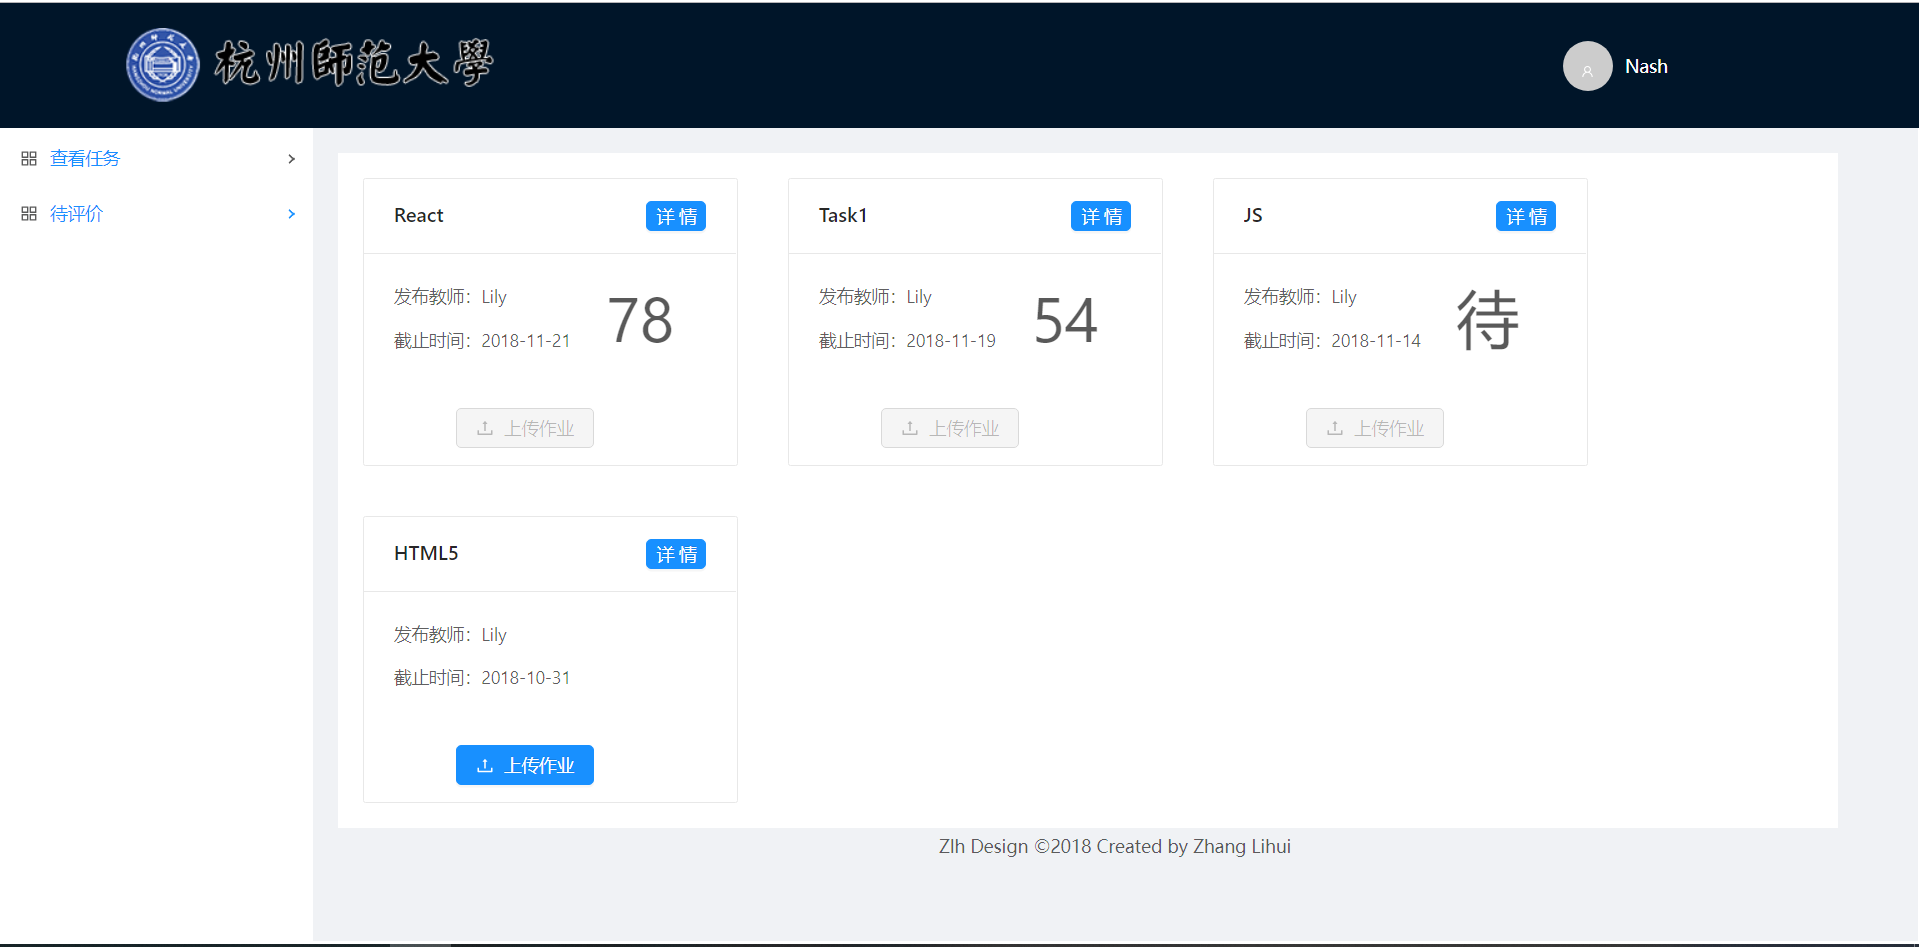 杭州師范大學
Nash
查看任务
待评价
React
详 情
发布教师：Lily
截止时间：2018-11-21
78
上传作业
Task1
详 情
发布教师：Lily
截止时间：2018-11-19
54
上传作业
JS
详 情
发布教师：Lily
截止时间：2018-11-14
待
上传作业
HTML5
详 情
发布教师：Lily
截止时间：2018-10-31
上传作业
Zlh Design ©2018 Created by Zhang Lihui